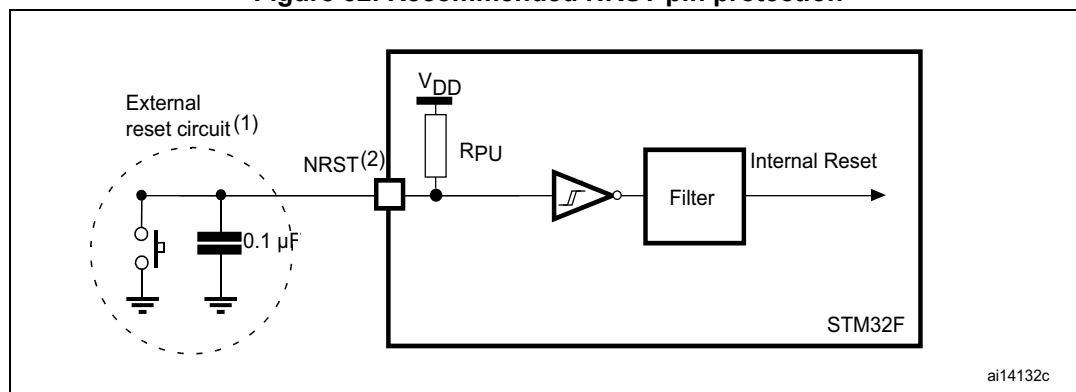 Figure Recommended NRST pin protection
VDD
External
reset circuit(1)
NRST(2)
RPU
Internal Reset
Filter
0.1 µF
STM32F
ai14132c